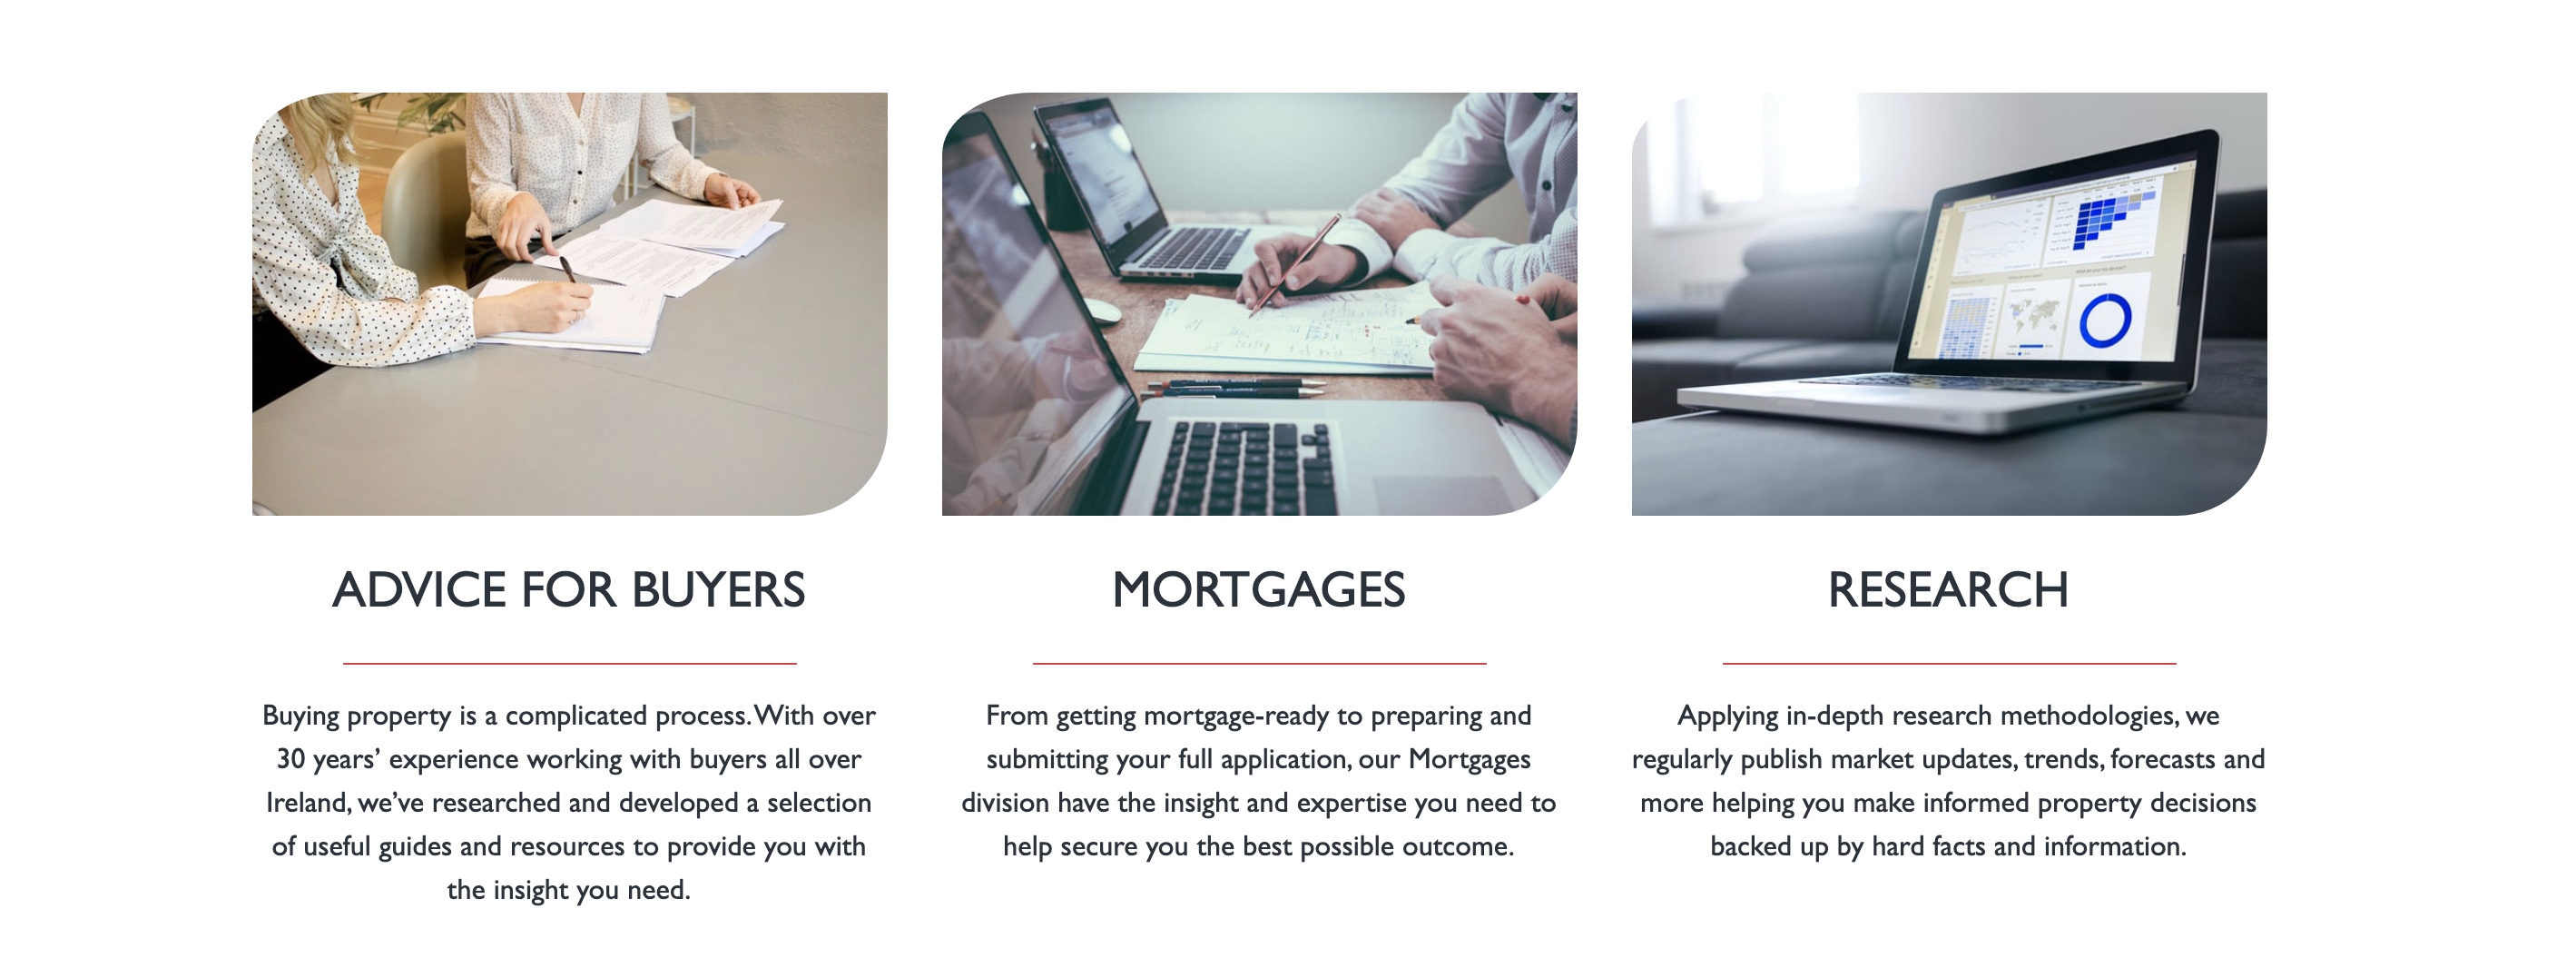 ADVICE FOR BUYERS
Buying property is a complicated process. With over
30 years’ experience working with buyers all over
Ireland, we’ve researched and developed a selection
of useful guides and resources to provide you with
the insight you need.
MORTGAGES
From getting mortgage-ready to preparing and
submitting your full application, our Mortgages
division have the insight and expertise you need to
help secure you the best possible outcome.
RESEARCH
Applying in-depth research methodologies, we
regularly publish market updates, trends, forecasts and
more helping you make informed property decisions
backed up by hard facts and information.